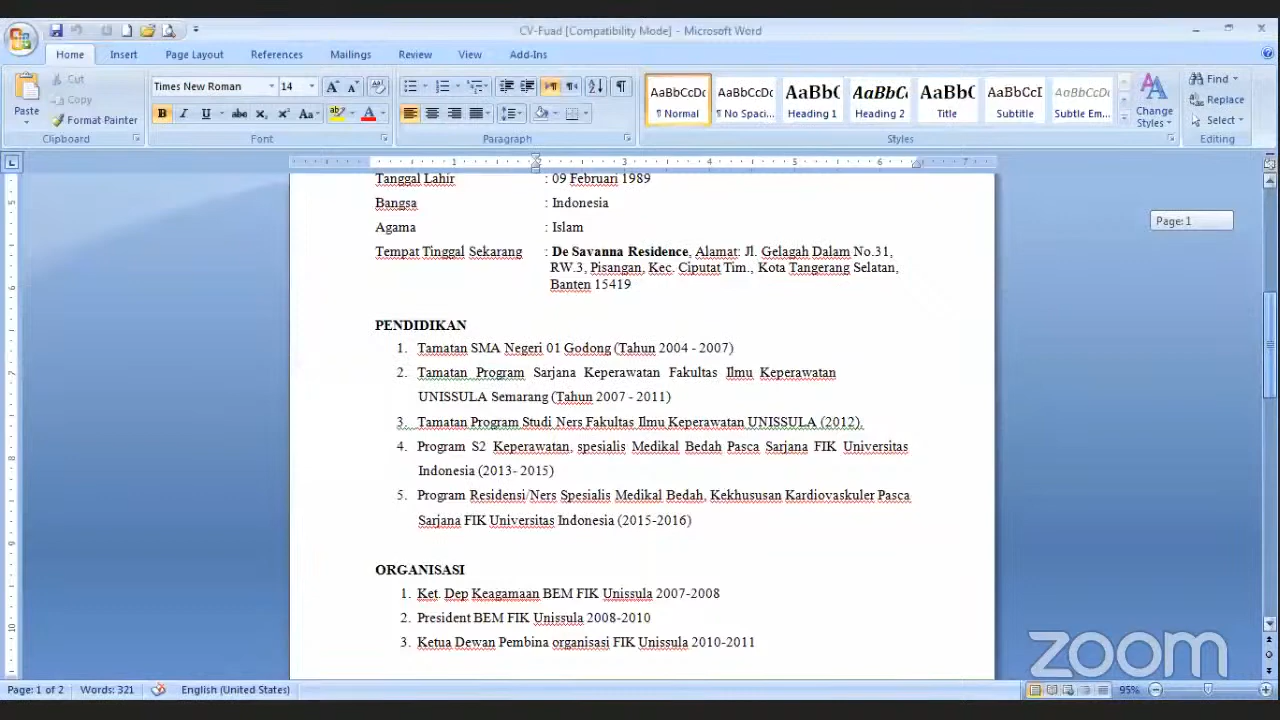 CV-Fuad [Compatibility Mode] - Microsoft Word
Home Insert Page Layout References Mailings Review View Add-Ins
Cut
Copy
Format Painter
Paste
Clipboard
Times New Roman 14
Font
Paragraph
AaBbCcDc AaBbCcDc AaBbC AaBbC AaBbC AaBbCcI AaBbCcDc
¶ Normal ¶ No Spaci... Heading 1 Heading 2 Title Subtitle Subtle Em...
Change Styles
Styles
Find
Replace
Select
Editing
1 3 4 5 6 7
Page: 1
Tanggal Lahir : 09 Februari 1989
Bangsa : Indonesia
Agama : Islam
Tempat Tinggal Sekarang : De Savanna Residence, Alamat: Jl. Gelagah Dalam No.31,
RW.3, Pisangan, Kec. Ciputat Tim., Kota Tangerang Selatan,
Banten 15419
PENDIDIKAN
1. Tamatan SMA Negeri 01 Godong (Tahun 2004 - 2007)
2. Tamatan Program Sarjana Keperawatan Fakultas Ilmu Keperawatan
UNISSULA Semarang (Tahun 2007 - 2011)
3. Tamatan Program Studi Ners Fakultas Ilmu Keperawatan UNISSULA (2012).
4. Program S2 Keperawatan, spesialis Medikal Bedah Pasca Sarjana FIK Universitas
Indonesia (2013- 2015)
5. Program Residensi/Ners Spesialis Medikal Bedah, Kekhususan Kardiovaskuler Pasca
Sarjana FIK Universitas Indonesia (2015-2016)
ORGANISASI
1. Ket. Dep Keagamaan BEM FIK Unissula 2007-2008
2. President BEM FIK Unissula 2008-2010
3. Ketua Dewan Pembina organisasi FIK Unissula 2010-2011
zoom
Page: 1 of 2 Words: 321 English (United States) 95%